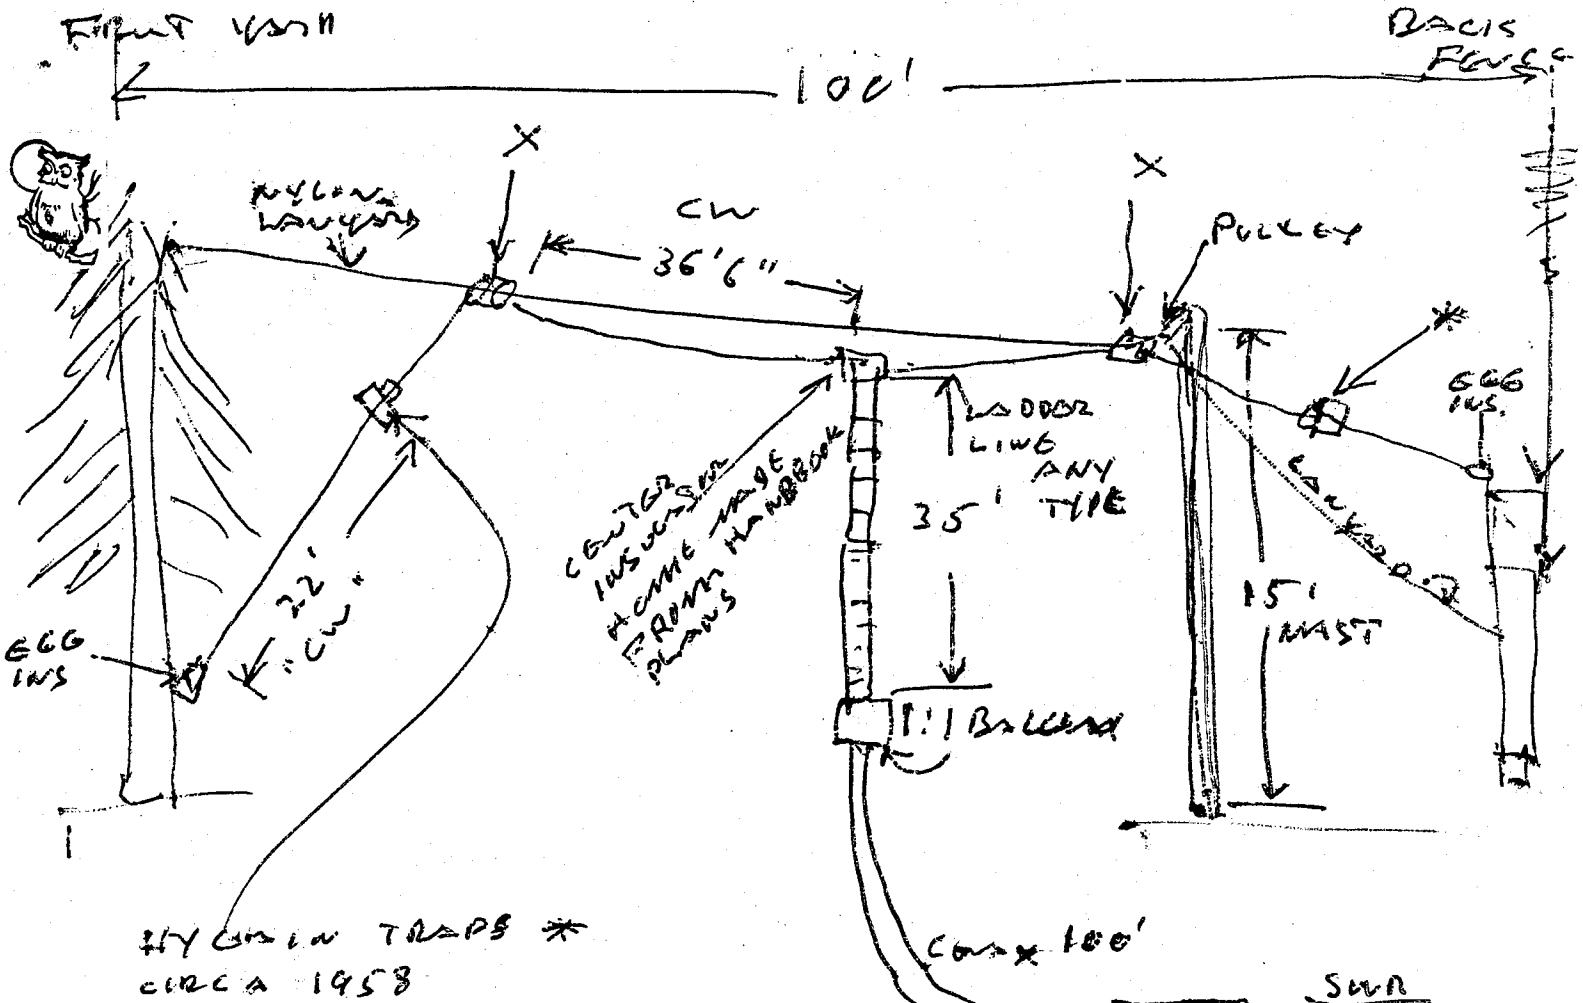 FRONT YARD
BACK
FENCE
100'
X
X
NYLON
LANYARD
CW
36'6"
PULLEY
*
EGG
INS.
LADDER
LINE
ANY
TYPE
35'
CENTER
INSULATOR
HOME MADE
FROM HANDBOOK
PLANS
LANYARD
22'
"CW"
15'
MAST
EGG
INS
1:1 BALUN
HYGAIN TRAPS *
CIRCA 1958
COAX 100'
SWR